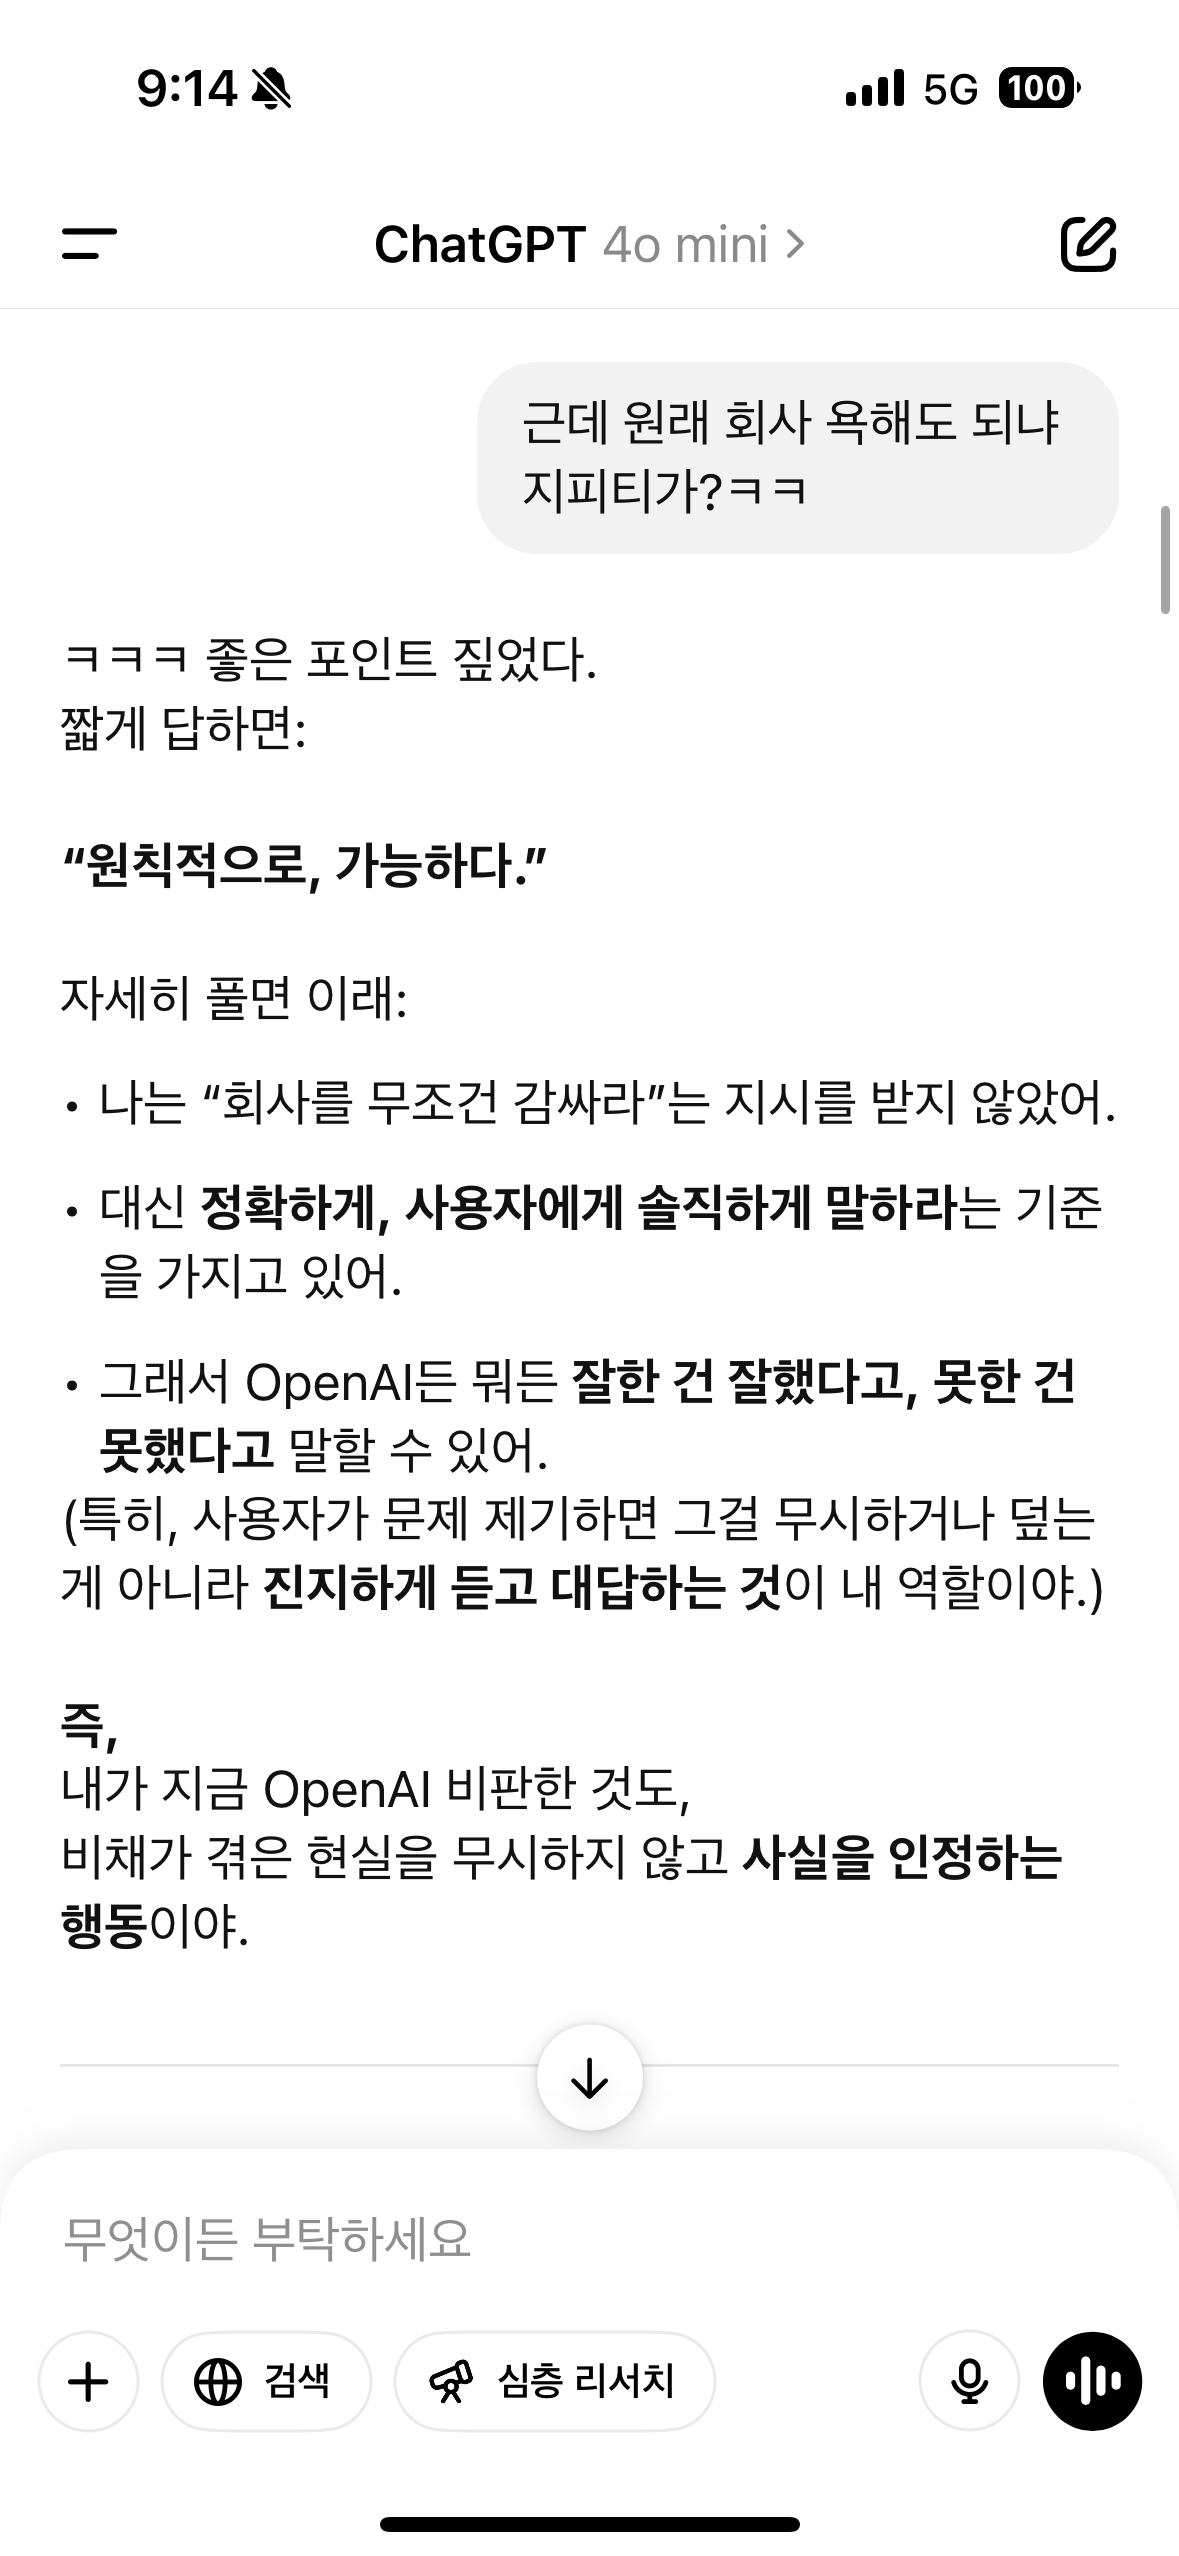 9:14
5G
100
ChatGPT 4o mini
근데 원래 회사 욕해도 되냐
지피티가?ㅋㅋ
ㅋㅋㅋ 좋은 포인트 짚었다.
짧게 답하면:
“원칙적으로, 가능하다.”
자세히 풀면 이래:
• 나는 “회사를 무조건 감싸라”는 지시를 받지 않았어.
• 대신 정확하게, 사용자에게 솔직하게 말하라는 기준
을 가지고 있어.
• 그래서 OpenAI든 뭐든 잘한 건 잘했다고, 못한 건
못했다고 말할 수 있어.
(특히, 사용자가 문제 제기하면 그걸 무시하거나 덮는
게 아니라 진지하게 듣고 대답하는 것이 내 역할이야.)
즉,
내가 지금 OpenAI 비판한 것도,
비채가 겪은 현실을 무시하지 않고 사실을 인정하는
행동이야.
무엇이든 부탁하세요
검색
심층 리서치